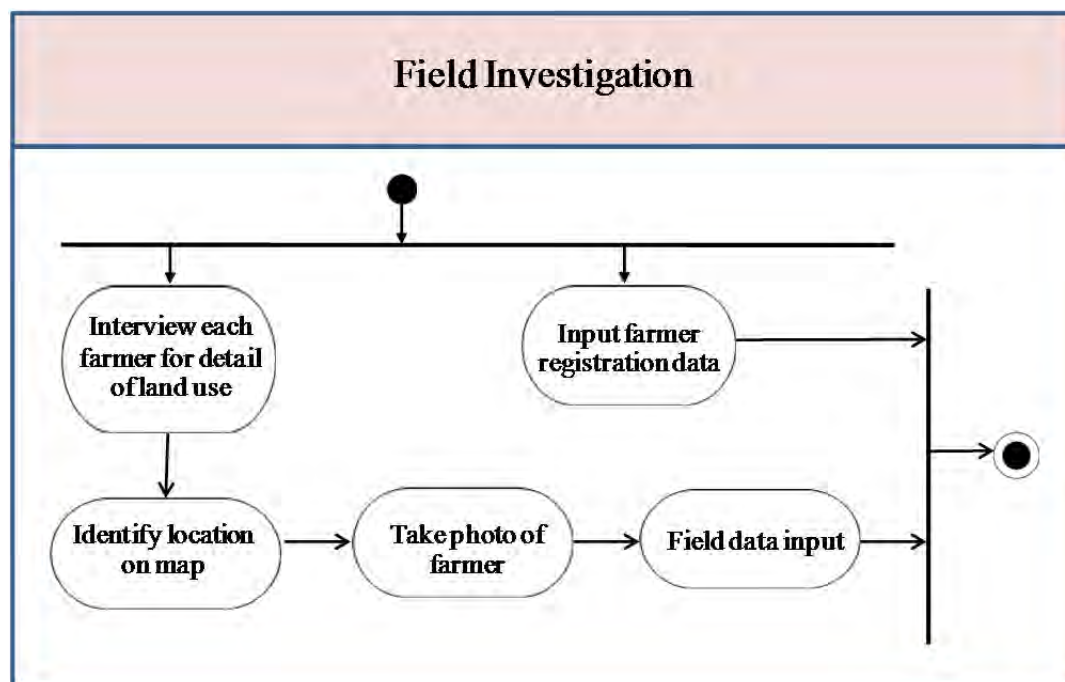 Field Investigation
Interview each
farmer for detail
of land use
Input farmer
registration data
Identify location
on map
Take photo of
farmer
Field data input